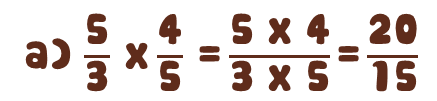 a) 5/3 x 4/5 = 5 x 4/3 x 5 = 20/15